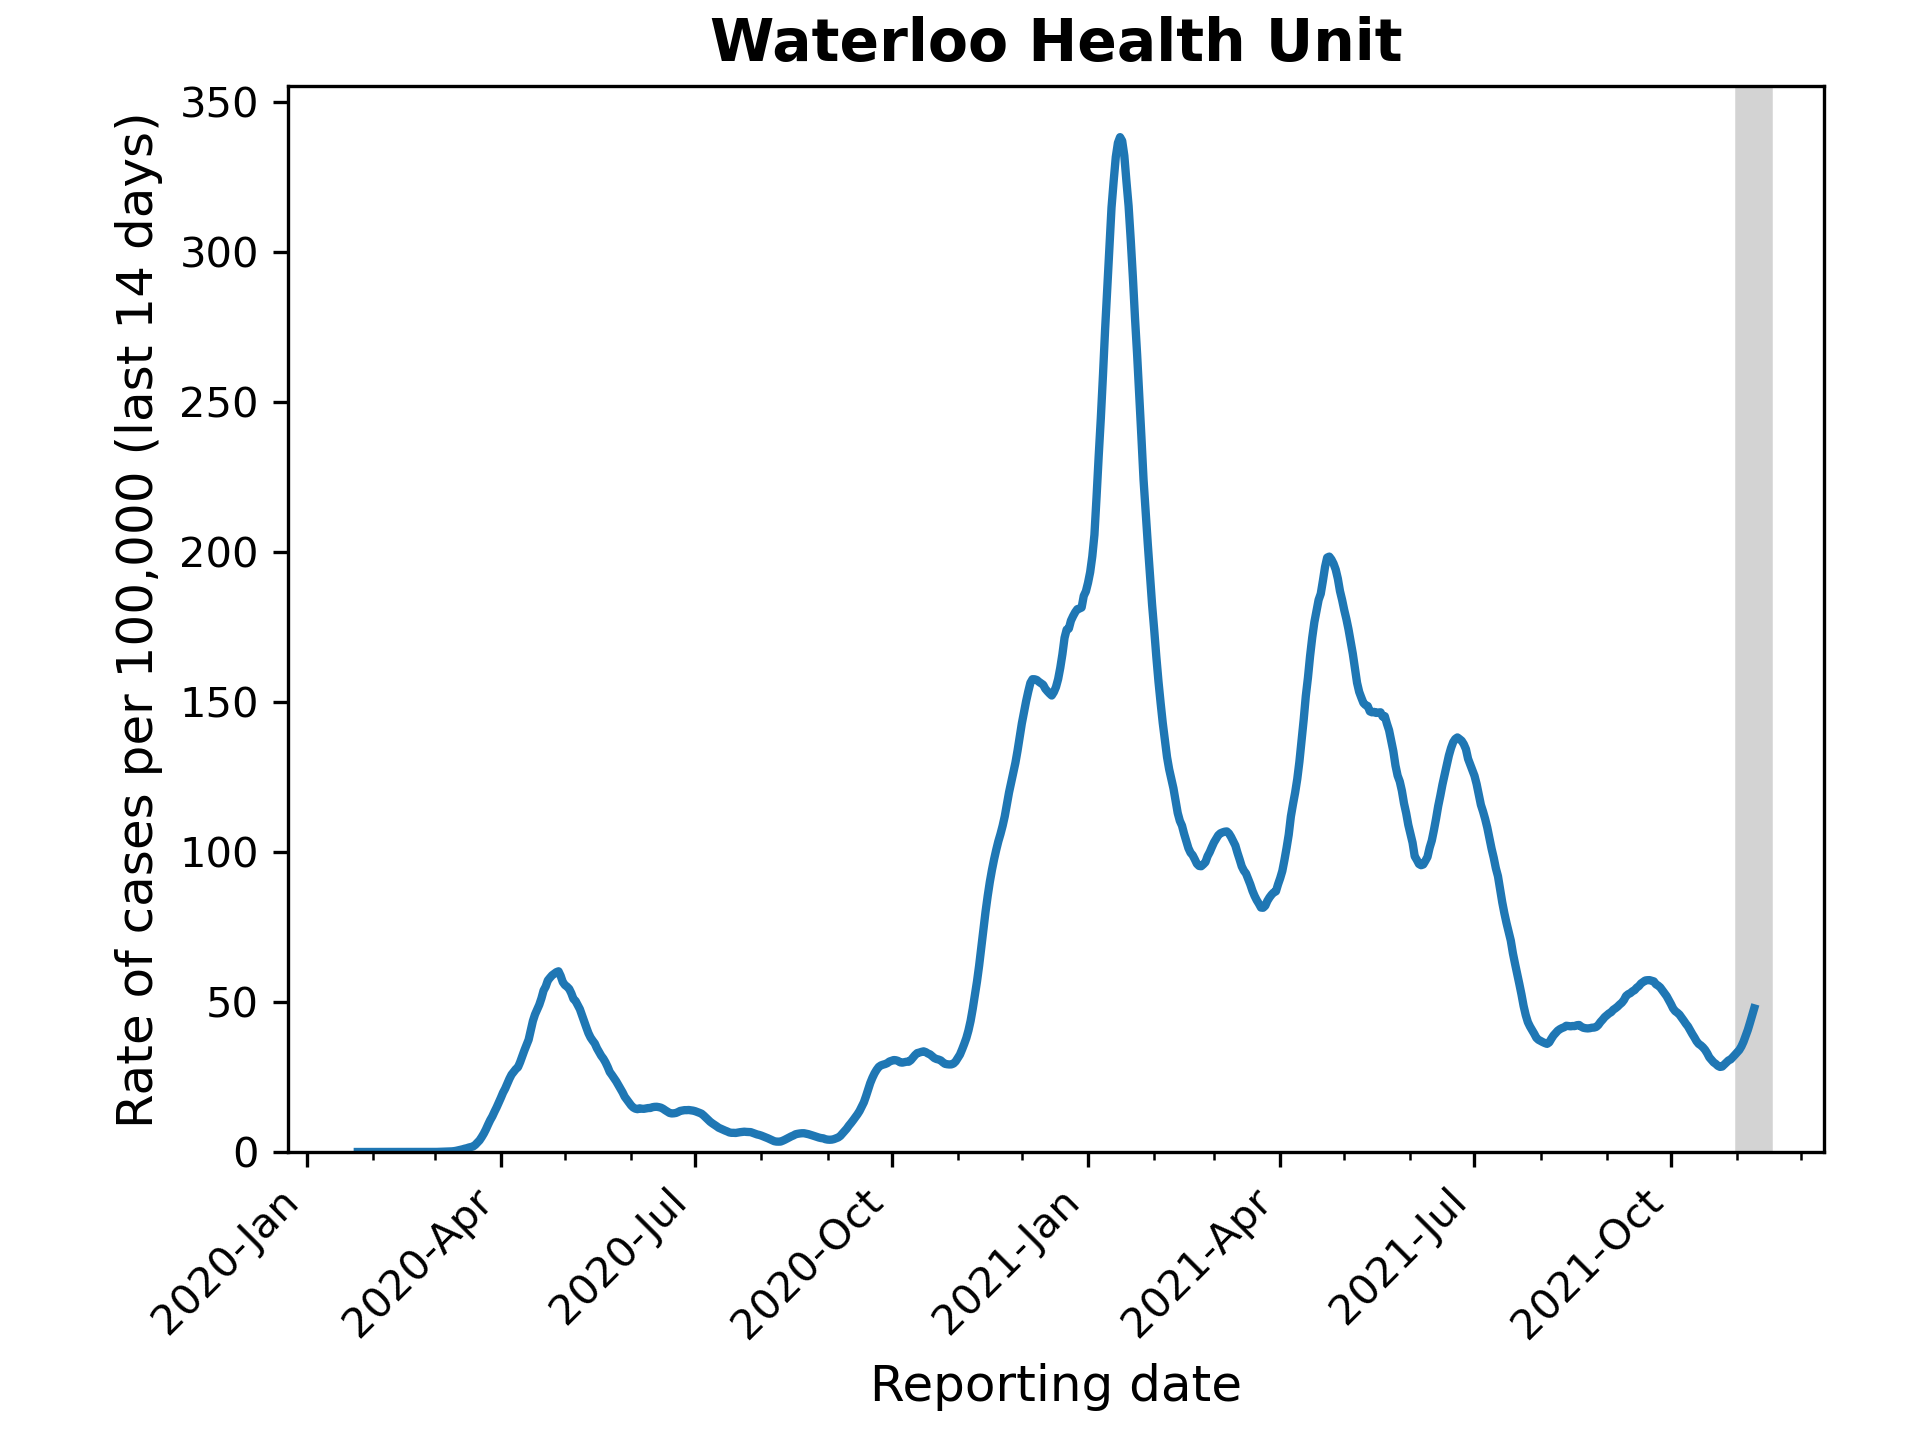 Waterloo Health Unit
Rate of cases per 100,000 (last 14 days)
350
300
250
200
150
100
50
0
2020-Jan
2020-Apr
2020-Jul
2020-Oct
2021-Jan
2021-Apr
2021-Jul
2021-Oct
Reporting date